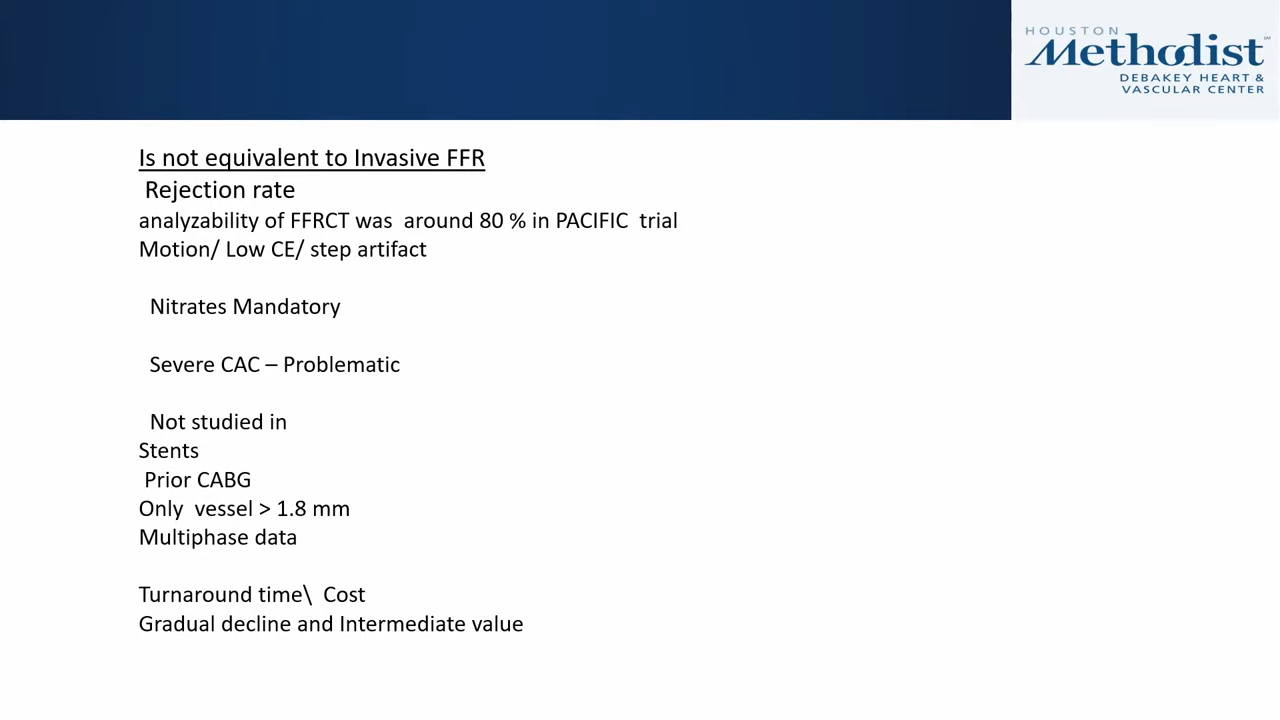 HOUSTON
Methodist
SM
DEBAKEY HEART &
VASCULAR CENTER
Is not equivalent to Invasive FFR
Rejection rate
analyzability of FFRCT was around 80 % in PACIFIC trial
Motion/ Low CE/ step artifact
Nitrates Mandatory
Severe CAC – Problematic
Not studied in
Stents
Prior CABG
Only vessel > 1.8 mm
Multiphase data
Turnaround time\ Cost
Gradual decline and Intermediate value